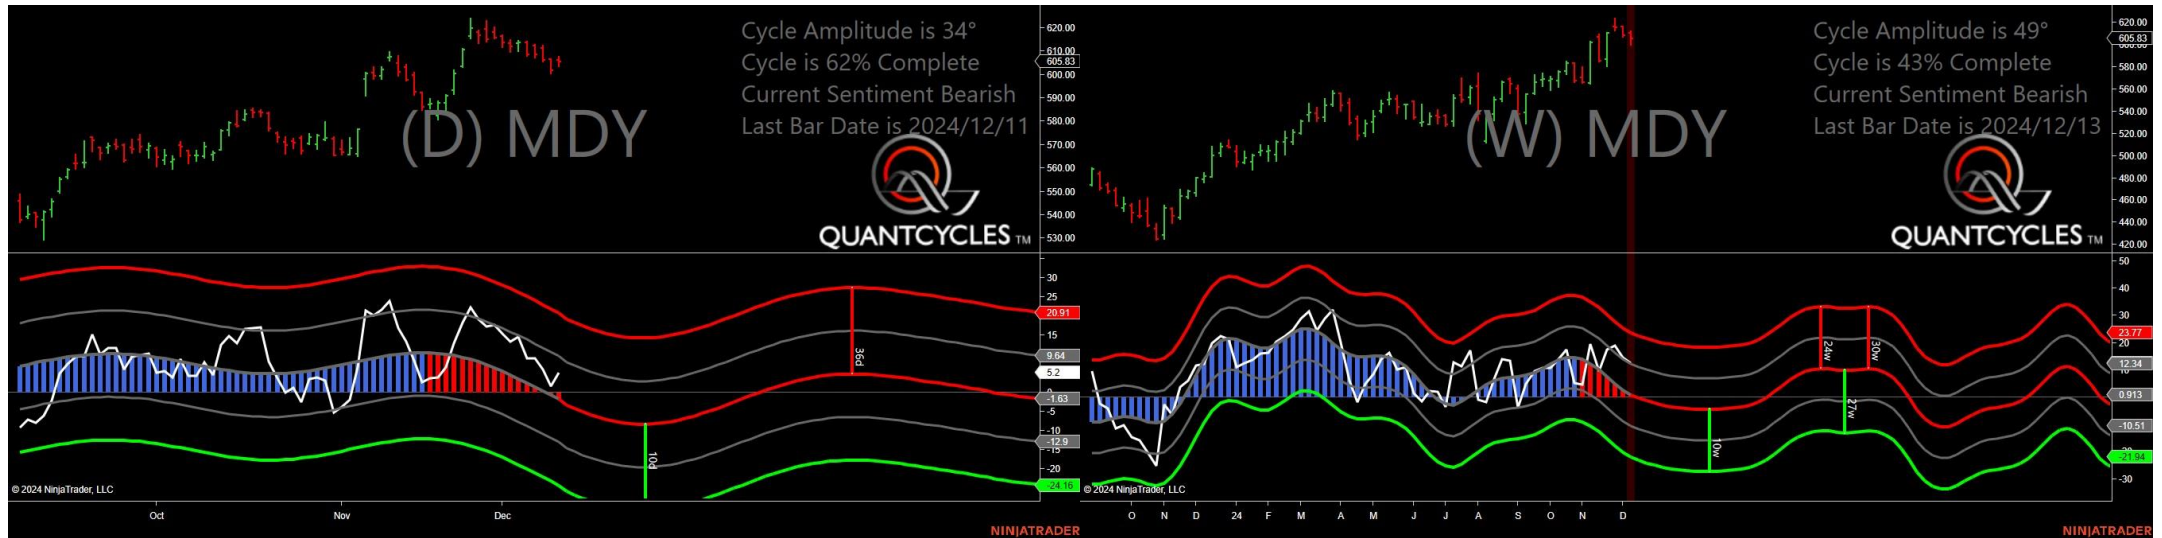 Cycle Amplitude is 34°
Cycle is 62% Complete
Current Sentiment Bearish
Last Bar Date is 2024/12/11
(D) MDY
QUANTCYCLES TM
620.00
610.00
605.83
600.00
590.00
580.00
570.00
560.00
550.00
540.00
530.00
30
25
20.91
15
9.64
5.2
0
-1.63
-5
-10
-12.9
-15
-20
-24.16
36d
10d
© 2024 NinjaTrader, LLC
Oct
Nov
Dec
NINJATRADER
Cycle Amplitude is 49°
Cycle is 43% Complete
Current Sentiment Bearish
Last Bar Date is 2024/12/13
(W) MDY
QUANTCYCLES TM
620.00
605.83
580.00
560.00
540.00
520.00
500.00
480.00
460.00
440.00
420.00
50
40
30
23.77
20
12.34
0.913
-10.51
-21.94
-30
24w
30w
27w
10w
© 2024 NinjaTrader, LLC
O
N
D
24
F
M
A
M
J
J
A
S
O
N
D
NINJATRADER